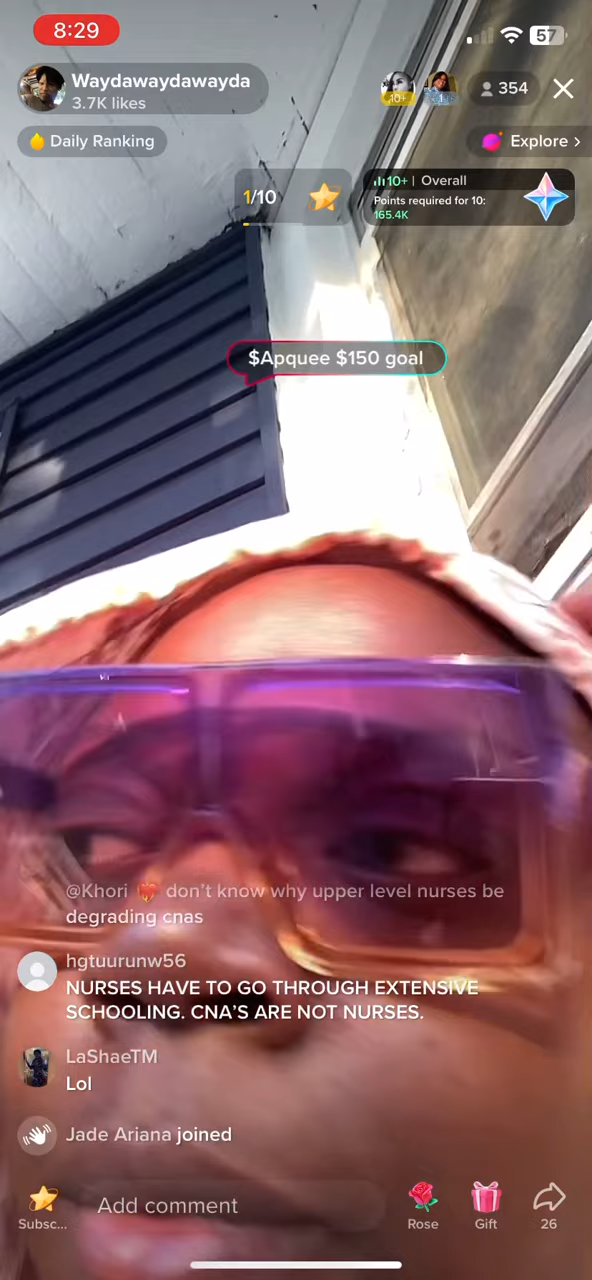 8:29
57
Waydawaydawayda
3.7K likes
10+
1
354
Daily Ranking
Explore >
1/10
10+ | Overall
Points required for 10:
165.4K
$Apquee $150 goal
@Khori ❤️‍🔥 don't know why upper level nurses be
degrading cnas
hgtuurunw56
NURSES HAVE TO GO THROUGH EXTENSIVE
SCHOOLING. CNA'S ARE NOT NURSES.
LaShaeTM
Lol
Jade Ariana joined
Subsc...
Add comment
Rose
Gift
26